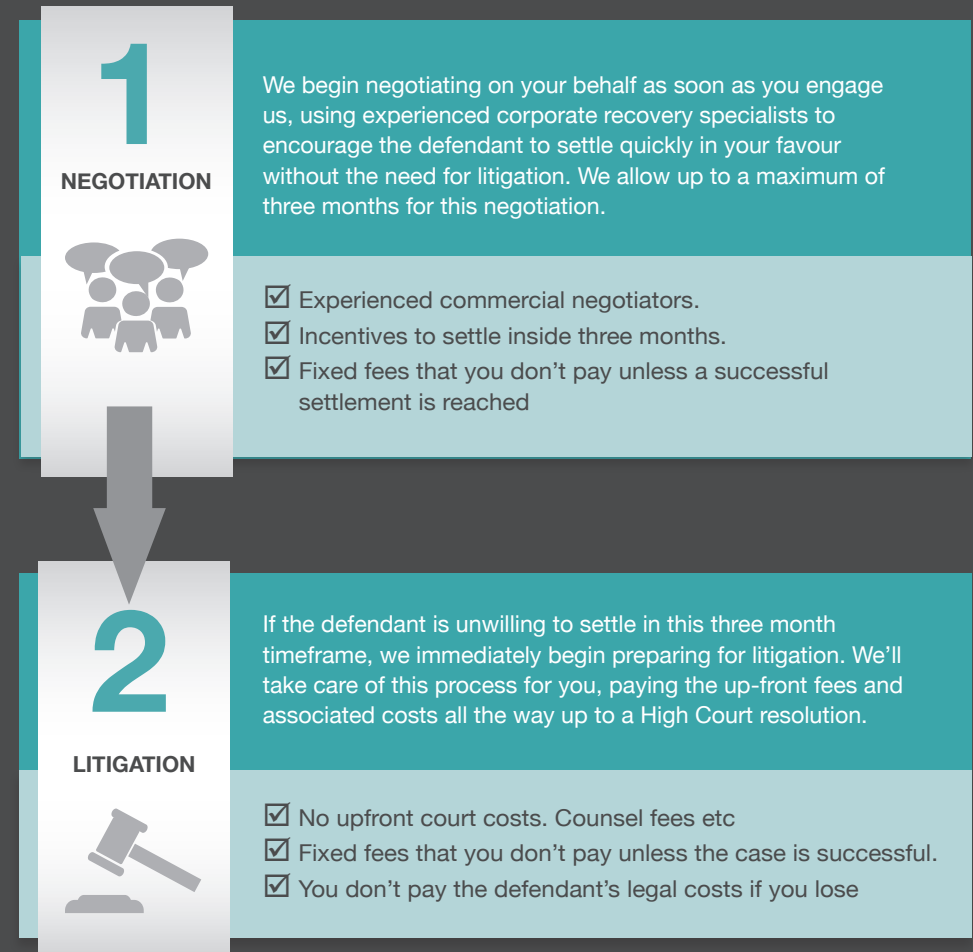 1
NEGOTIATION
We begin negotiating on your behalf as soon as you engage
us, using experienced corporate recovery specialists to
encourage the defendant to settle quickly in your favour
without the need for litigation. We allow up to a maximum of
three months for this negotiation.
☑ Experienced commercial negotiators.
☑ Incentives to settle inside three months.
☑ Fixed fees that you don’t pay unless a successful
settlement is reached
2
LITIGATION
If the defendant is unwilling to settle in this three month
timeframe, we immediately begin preparing for litigation. We’ll
take care of this process for you, paying the up-front fees and
associated costs all the way up to a High Court resolution.
☑ No upfront court costs. Counsel fees etc
☑ Fixed fees that you don’t pay unless the case is successful.
☑ You don’t pay the defendant’s legal costs if you lose